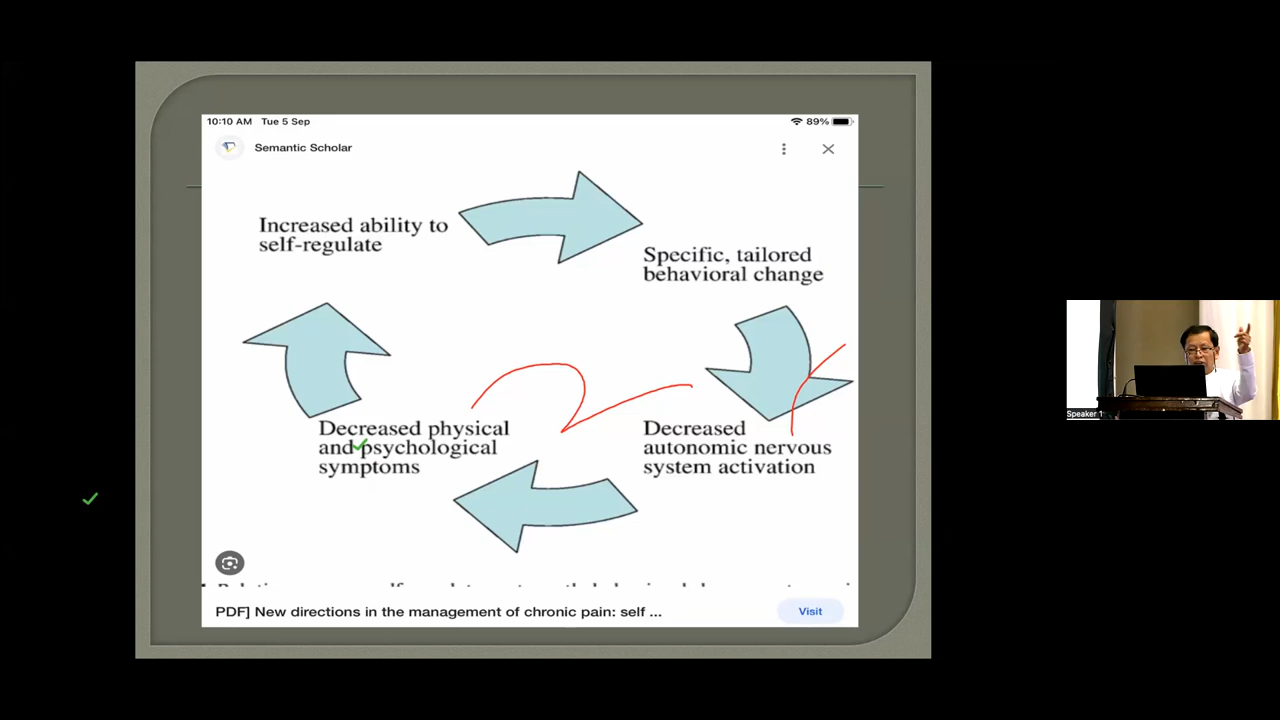 10:10 AM Tue 5 Sep
89%
Semantic Scholar
Increased ability to
self-regulate
Specific, tailored
behavioral change
Decreased physical
and psychological
symptoms
Decreased
autonomic nervous
system activation
PDF] New directions in the management of chronic pain: self ...
Visit
Speaker 1